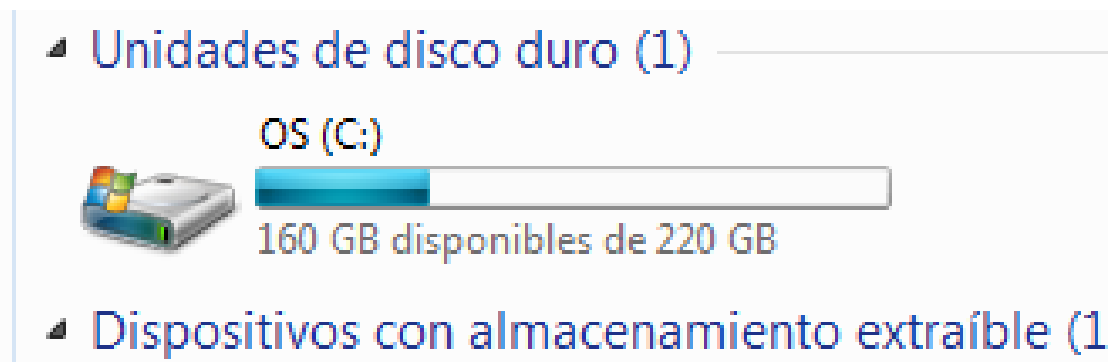 Unidades de disco duro (1)
OS (C:)
160 GB disponibles de 220 GB
Dispositivos con almacenamiento extraíble (1